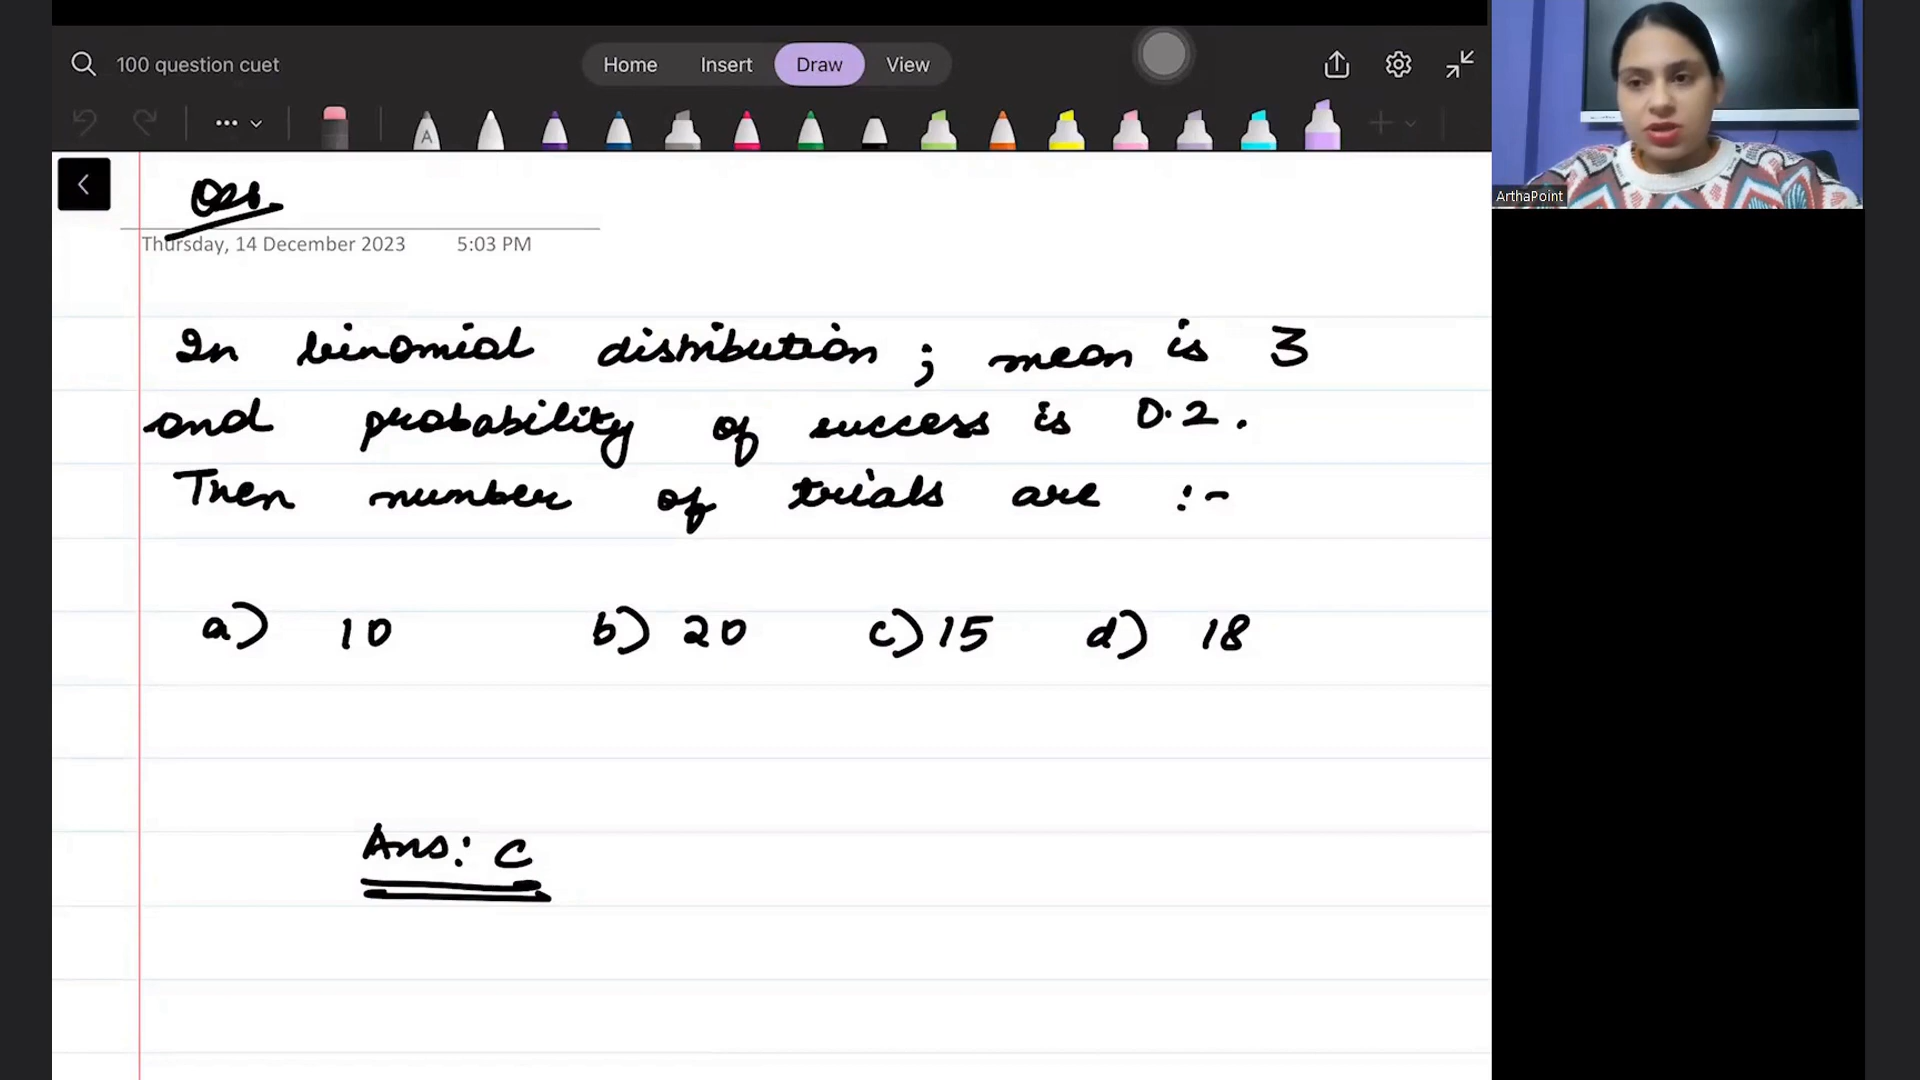 100 question cuet
Home Insert Draw View
A
ArthaPoint
Thursday, 14 December 2023 5:03 PM
In binomial distribution ; mean is 3
and probability of success is 0.2.
Then number of trials are :-
a) 10 b) 20 c) 15 d) 18
Ans: C